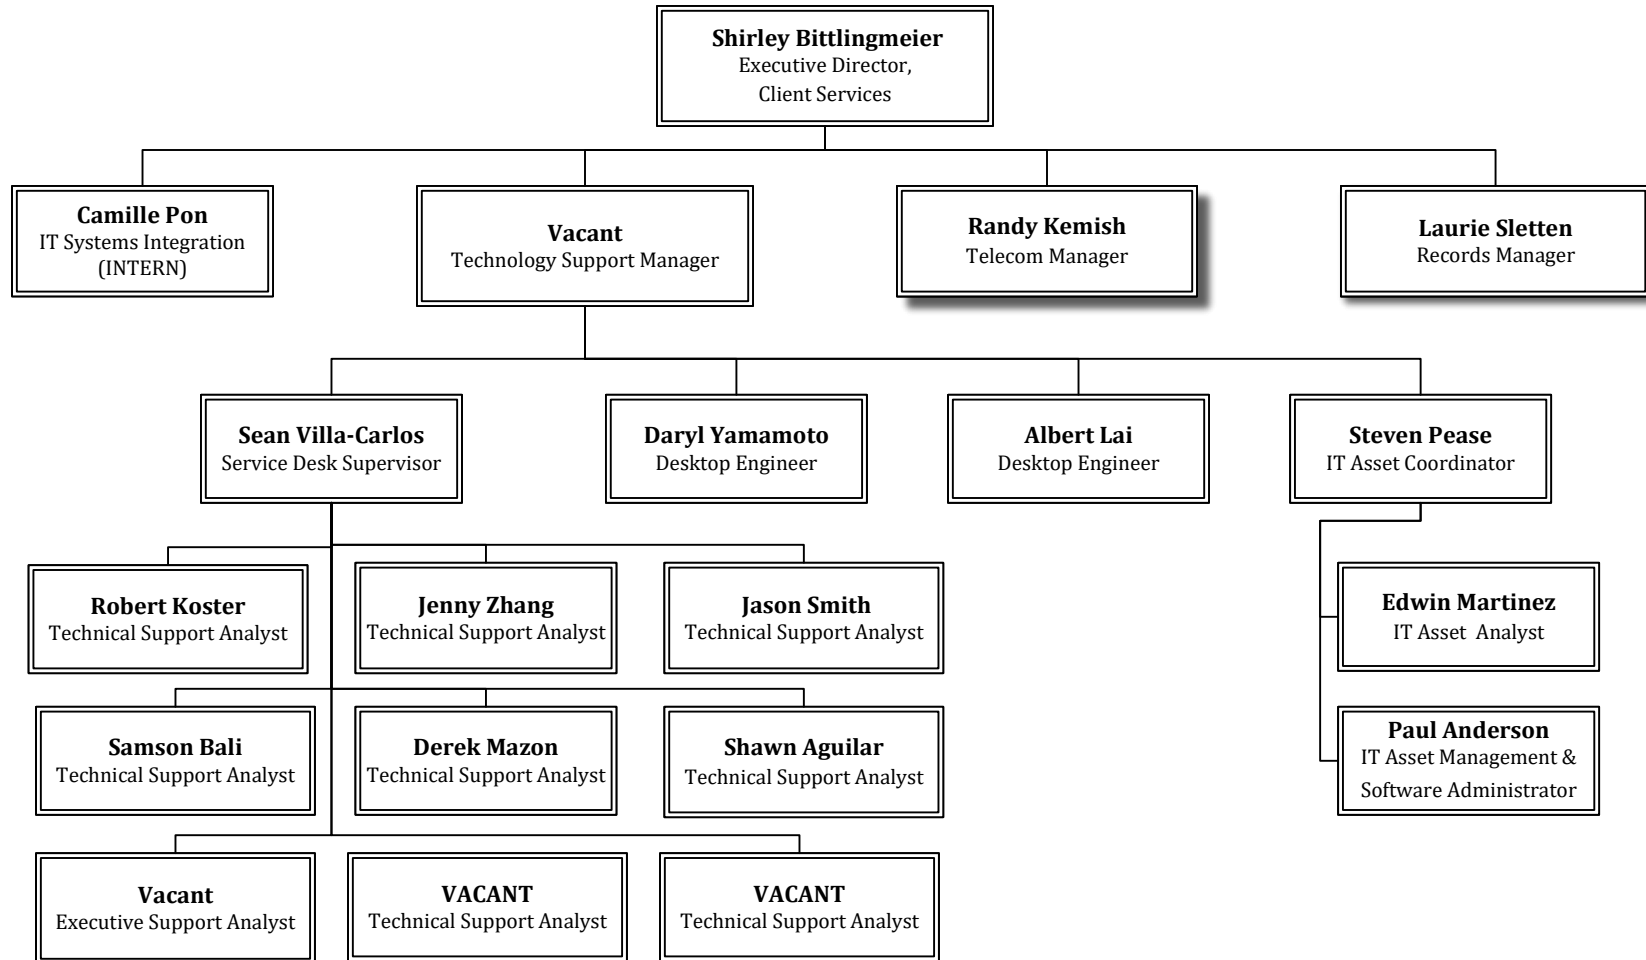 Shirley Bittlingmeier
Executive Director,
Client Services
Camille Pon
IT Systems Integration
(INTERN)
Vacant
Technology Support Manager
Randy Kemish
Telecom Manager
Laurie Sletten
Records Manager
Sean Villa-Carlos
Service Desk Supervisor
Daryl Yamamoto
Desktop Engineer
Albert Lai
Desktop Engineer
Steven Pease
IT Asset Coordinator
Robert Koster
Technical Support Analyst
Jenny Zhang
Technical Support Analyst
Jason Smith
Technical Support Analyst
Edwin Martinez
IT Asset Analyst
Samson Bali
Technical Support Analyst
Derek Mazon
Technical Support Analyst
Shawn Aguilar
Technical Support Analyst
Paul Anderson
IT Asset Management &
Software Administrator
Vacant
Executive Support Analyst
VACANT
Technical Support Analyst
VACANT
Technical Support Analyst